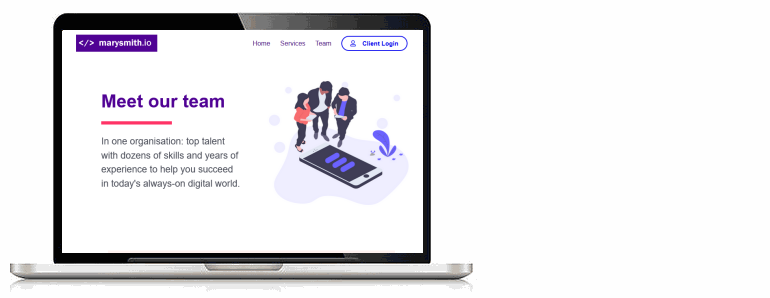 </> marysmith.io
Home Services Team Client Login
Meet our team
In one organisation: top talent
with dozens of skills and years of
experience to help you succeed
in today's always-on digital world.